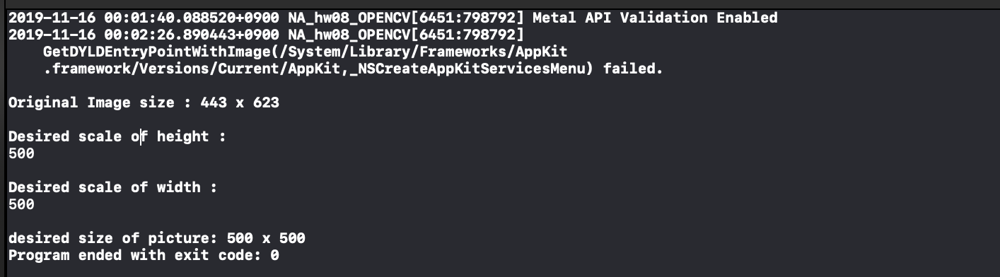 2019-11-16 00:01:40.088520+0900 NA_hw08_OPENCV[6451:798792] Metal API Validation Enabled
2019-11-16 00:02:26.890443+0900 NA_hw08_OPENCV[6451:798792]
GetDYLDEntryPointWithImage(/System/Library/Frameworks/AppKit
.framework/Versions/Current/AppKit,_NSCreateAppKitServicesMenu) failed.
Original Image size : 443 x 623
Desired scale of height :
500
Desired scale of width :
500
desired size of picture: 500 x 500
Program ended with exit code: 0